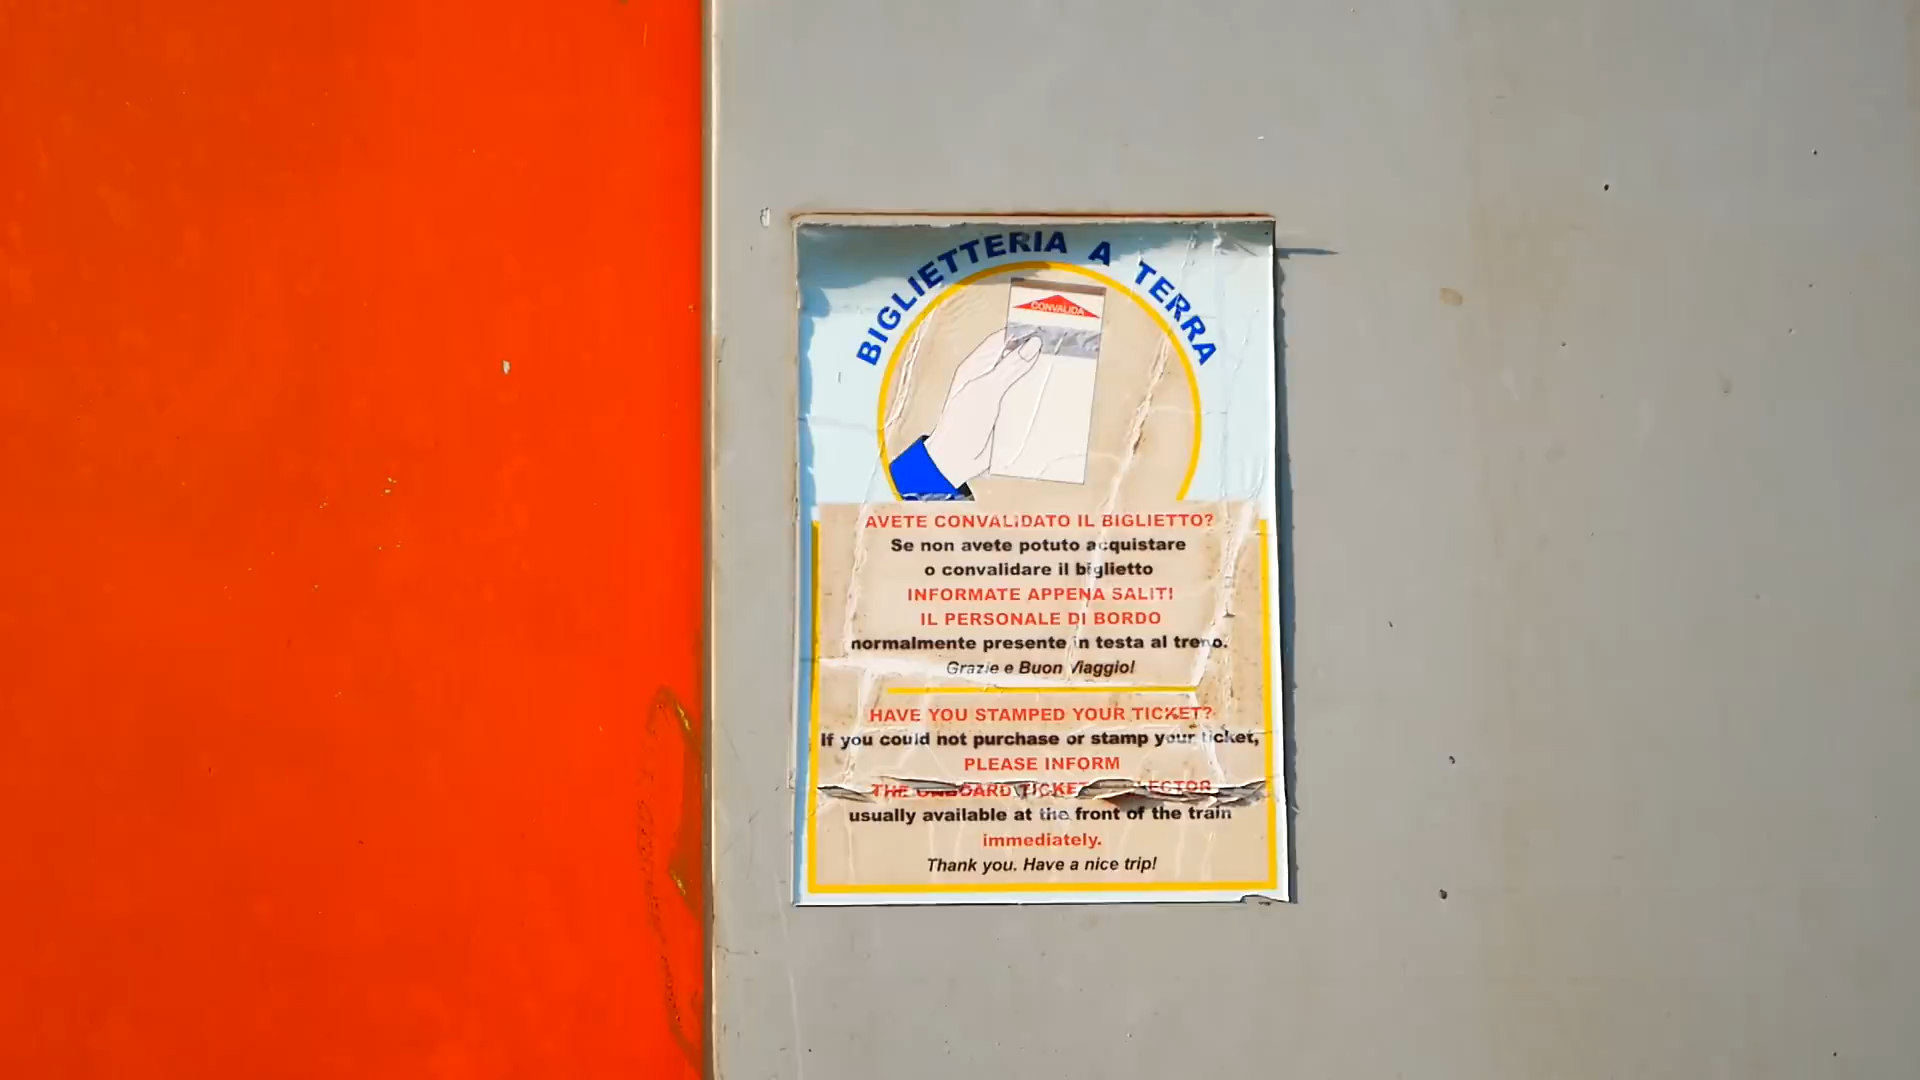 BIGLIETTERIA A TERRA
CONVALIDA
AVETE CONVALIDATO IL BIGLIETTO?
Se non avete potuto acquistare
o convalidare il biglietto
INFORMATE APPENA SALITI
IL PERSONALE DI BORDO
normalmente presente in testa al treno.
Grazie e Buon Viaggio!
HAVE YOU STAMPED YOUR TICKET?
If you could not purchase or stamp your ticket,
PLEASE INFORM
THE ONBOARD TICKET
usually available at the front of the train
immediately.
Thank you. Have a nice trip!